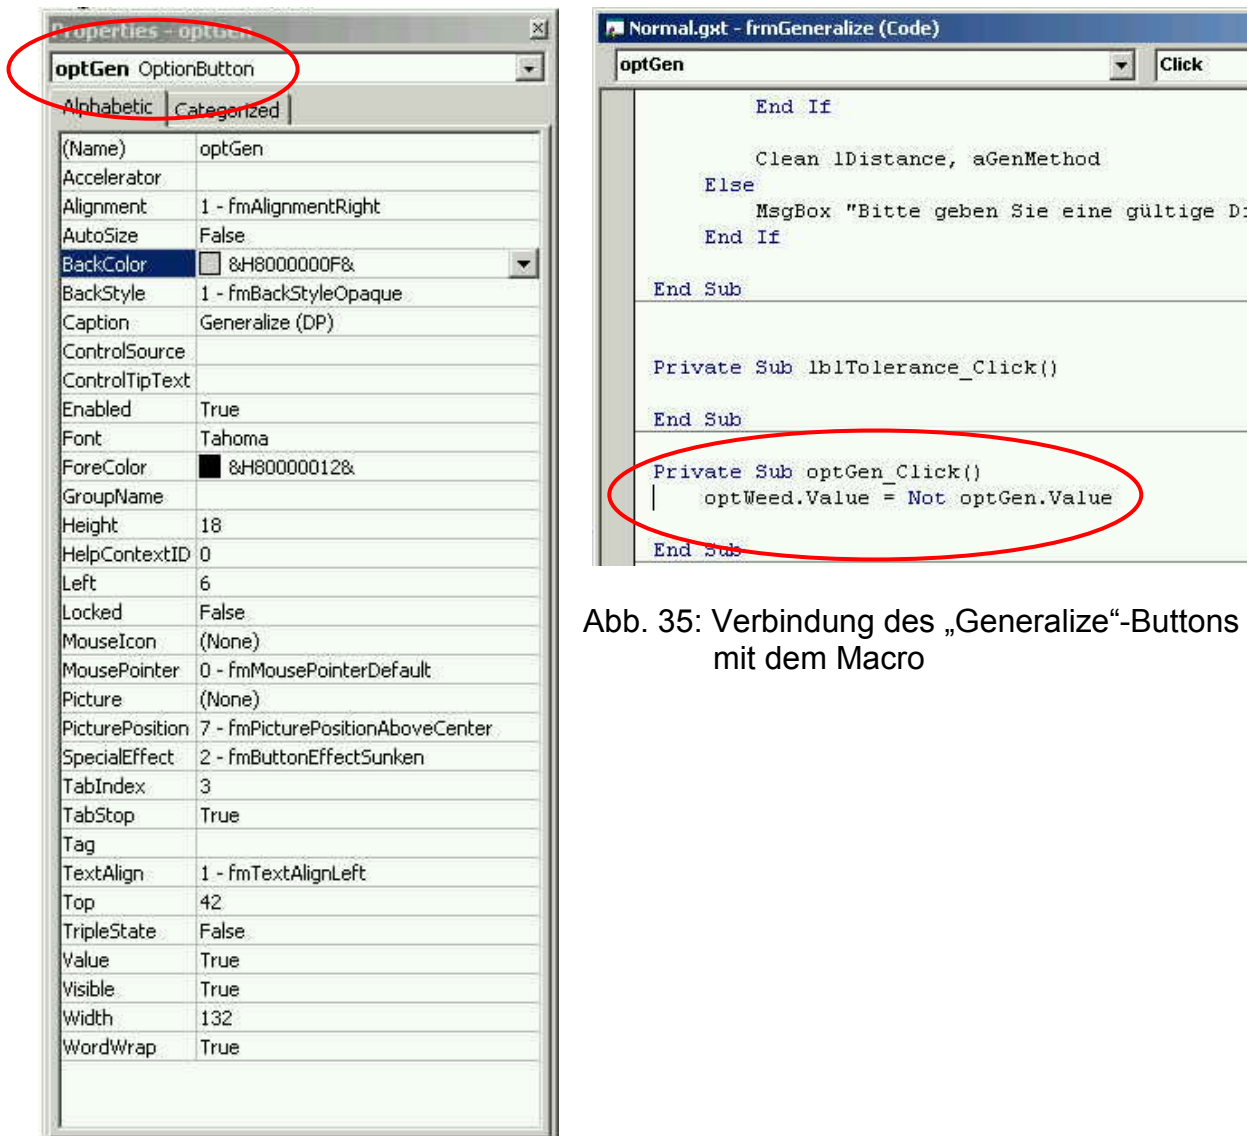 Properties - optGen
optGen OptionButton
Alphabetic Categorized
(Name) optGen
Accelerator
Alignment 1 - fmAlignmentRight
AutoSize False
BackColor &H8000000F&
BackStyle 1 - fmBackStyleOpaque
Caption Generalize (DP)
ControlSource
ControlTipText
Enabled True
Font Tahoma
ForeColor &H80000012&
GroupName
Height 18
HelpContextID 0
Left 6
Locked False
MouseIcon (None)
MousePointer 0 - fmMousePointerDefault
Picture (None)
PicturePosition 7 - fmPicturePositionAboveCenter
SpecialEffect 2 - fmButtonEffectSunken
TabIndex 3
TabStop True
Tag
TextAlign 1 - fmTextAlignLeft
Top 42
TripleState False
Value True
Visible True
Width 132
WordWrap True
Normal.gxt - frmGeneralize (Code)
optGen Click
End If
Clean lDistance, aGenMethod
Else
MsgBox "Bitte geben Sie eine gültige Di
End If
End Sub
Private Sub lblTolerance_Click()
End Sub
Private Sub optGen_Click()
optWeed.Value = Not optGen.Value
End Sub
Abb. 35: Verbindung des „Generalize“-Buttons
mit dem Macro